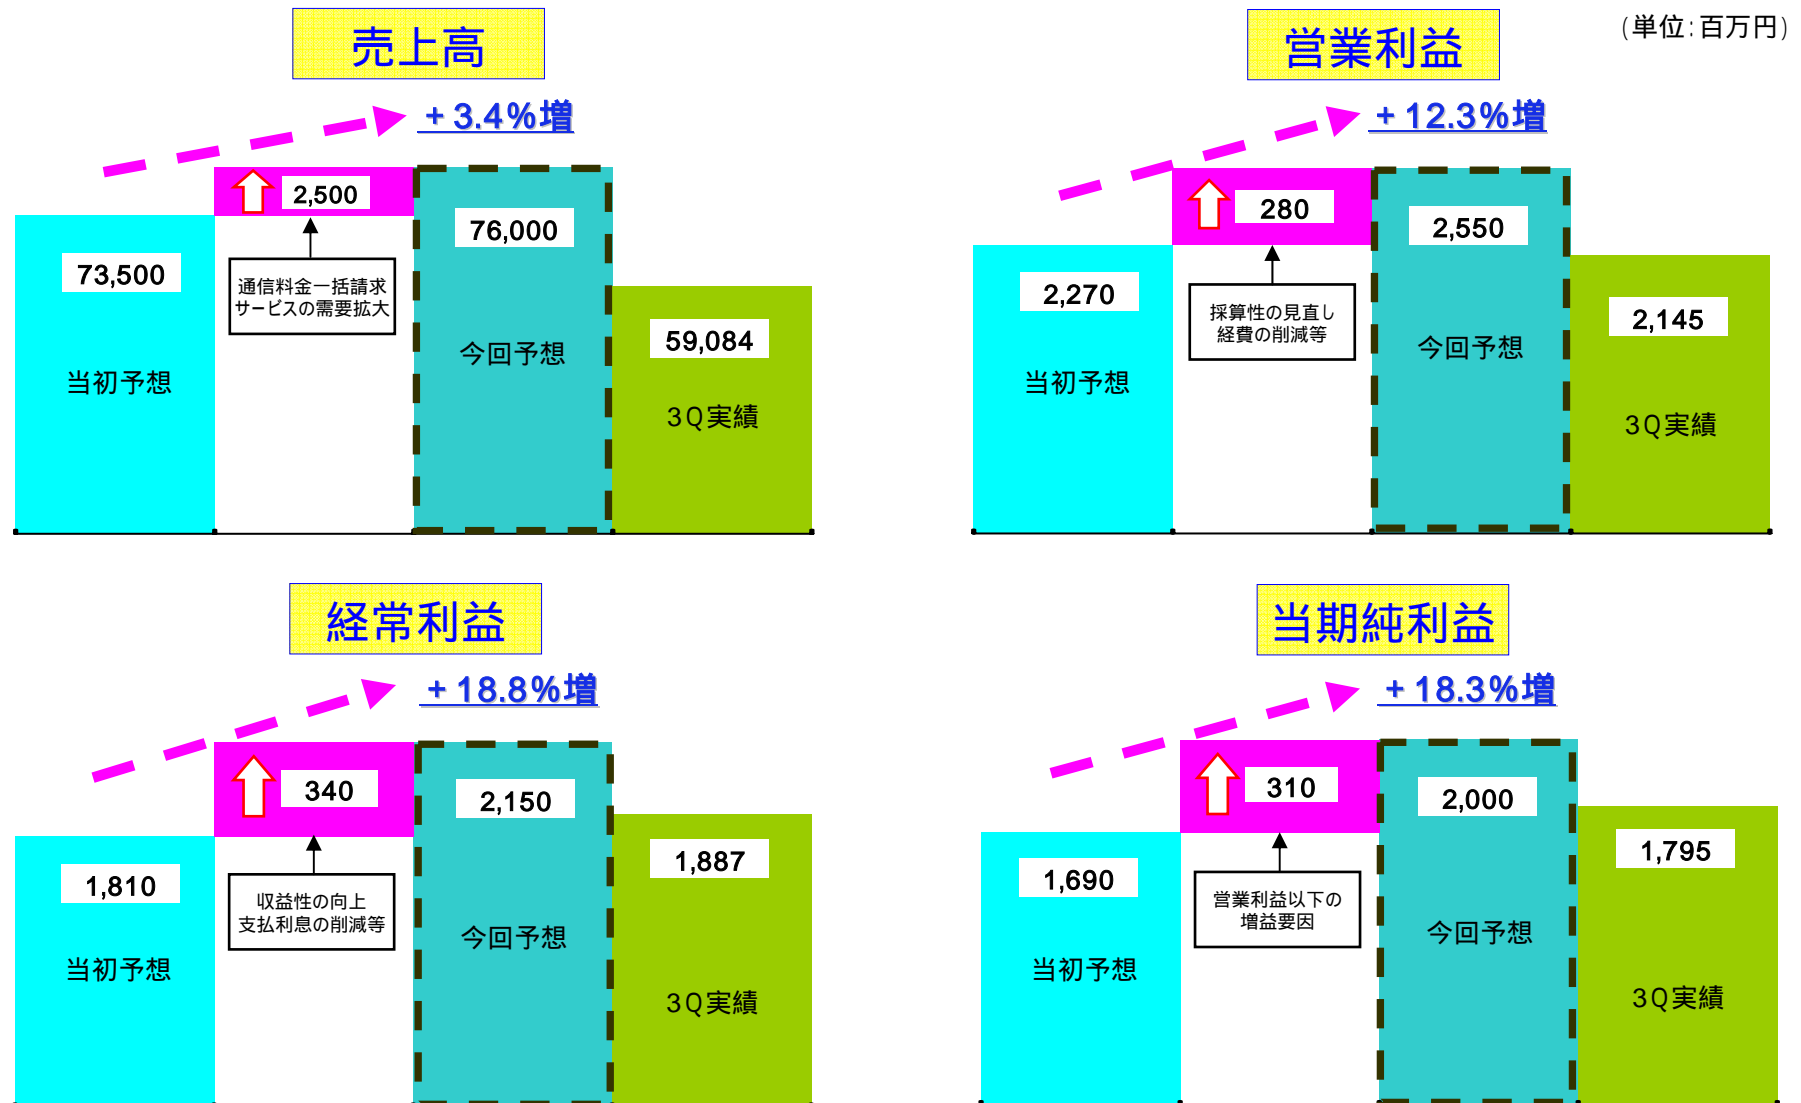 (単位:百万円)
売上高
+3.4%増
2,500
76,000
73,500
通信料金一括請求
サービスの需要拡大
59,084
今回予想
当初予想
3Q実績
営業利益
+12.3%増
280
2,550
2,270
採算性の見直し
経費の削減等
2,145
今回予想
当初予想
3Q実績
経常利益
+18.8%増
340
2,150
1,810
収益性の向上
支払利息の削減等
1,887
今回予想
当初予想
3Q実績
当期純利益
+18.3%増
310
2,000
1,690
営業利益以下の
増益要因
1,795
今回予想
当初予想
3Q実績